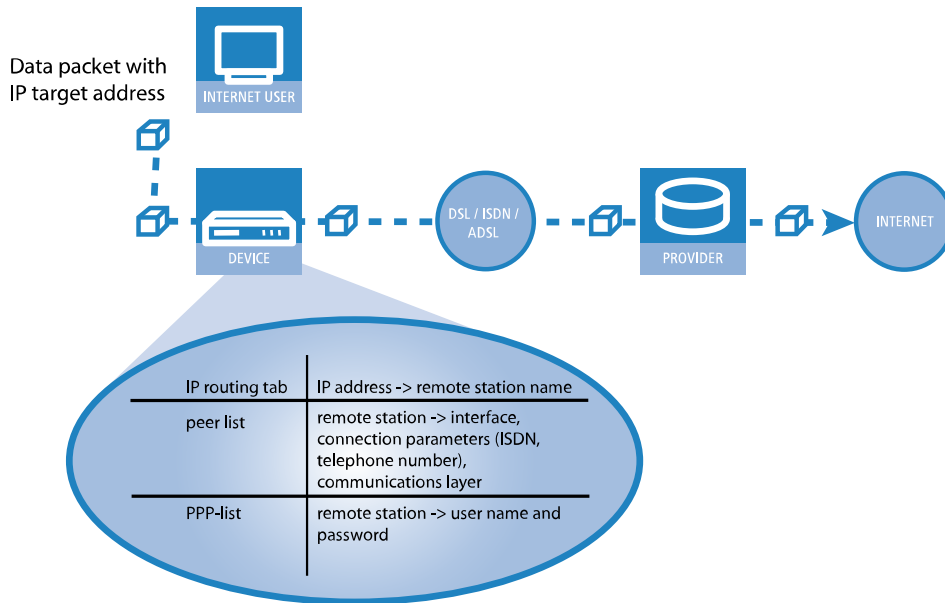 Data packet with
IP target address
INTERNET USER
DEVICE
DSL / ISDN /
ADSL
PROVIDER
INTERNET
IP routing tab
IP address -> remote station name
peer list
remote station -> interface,
connection parameters (ISDN,
telephone number),
communications layer
PPP-list
remote station -> user name and
password